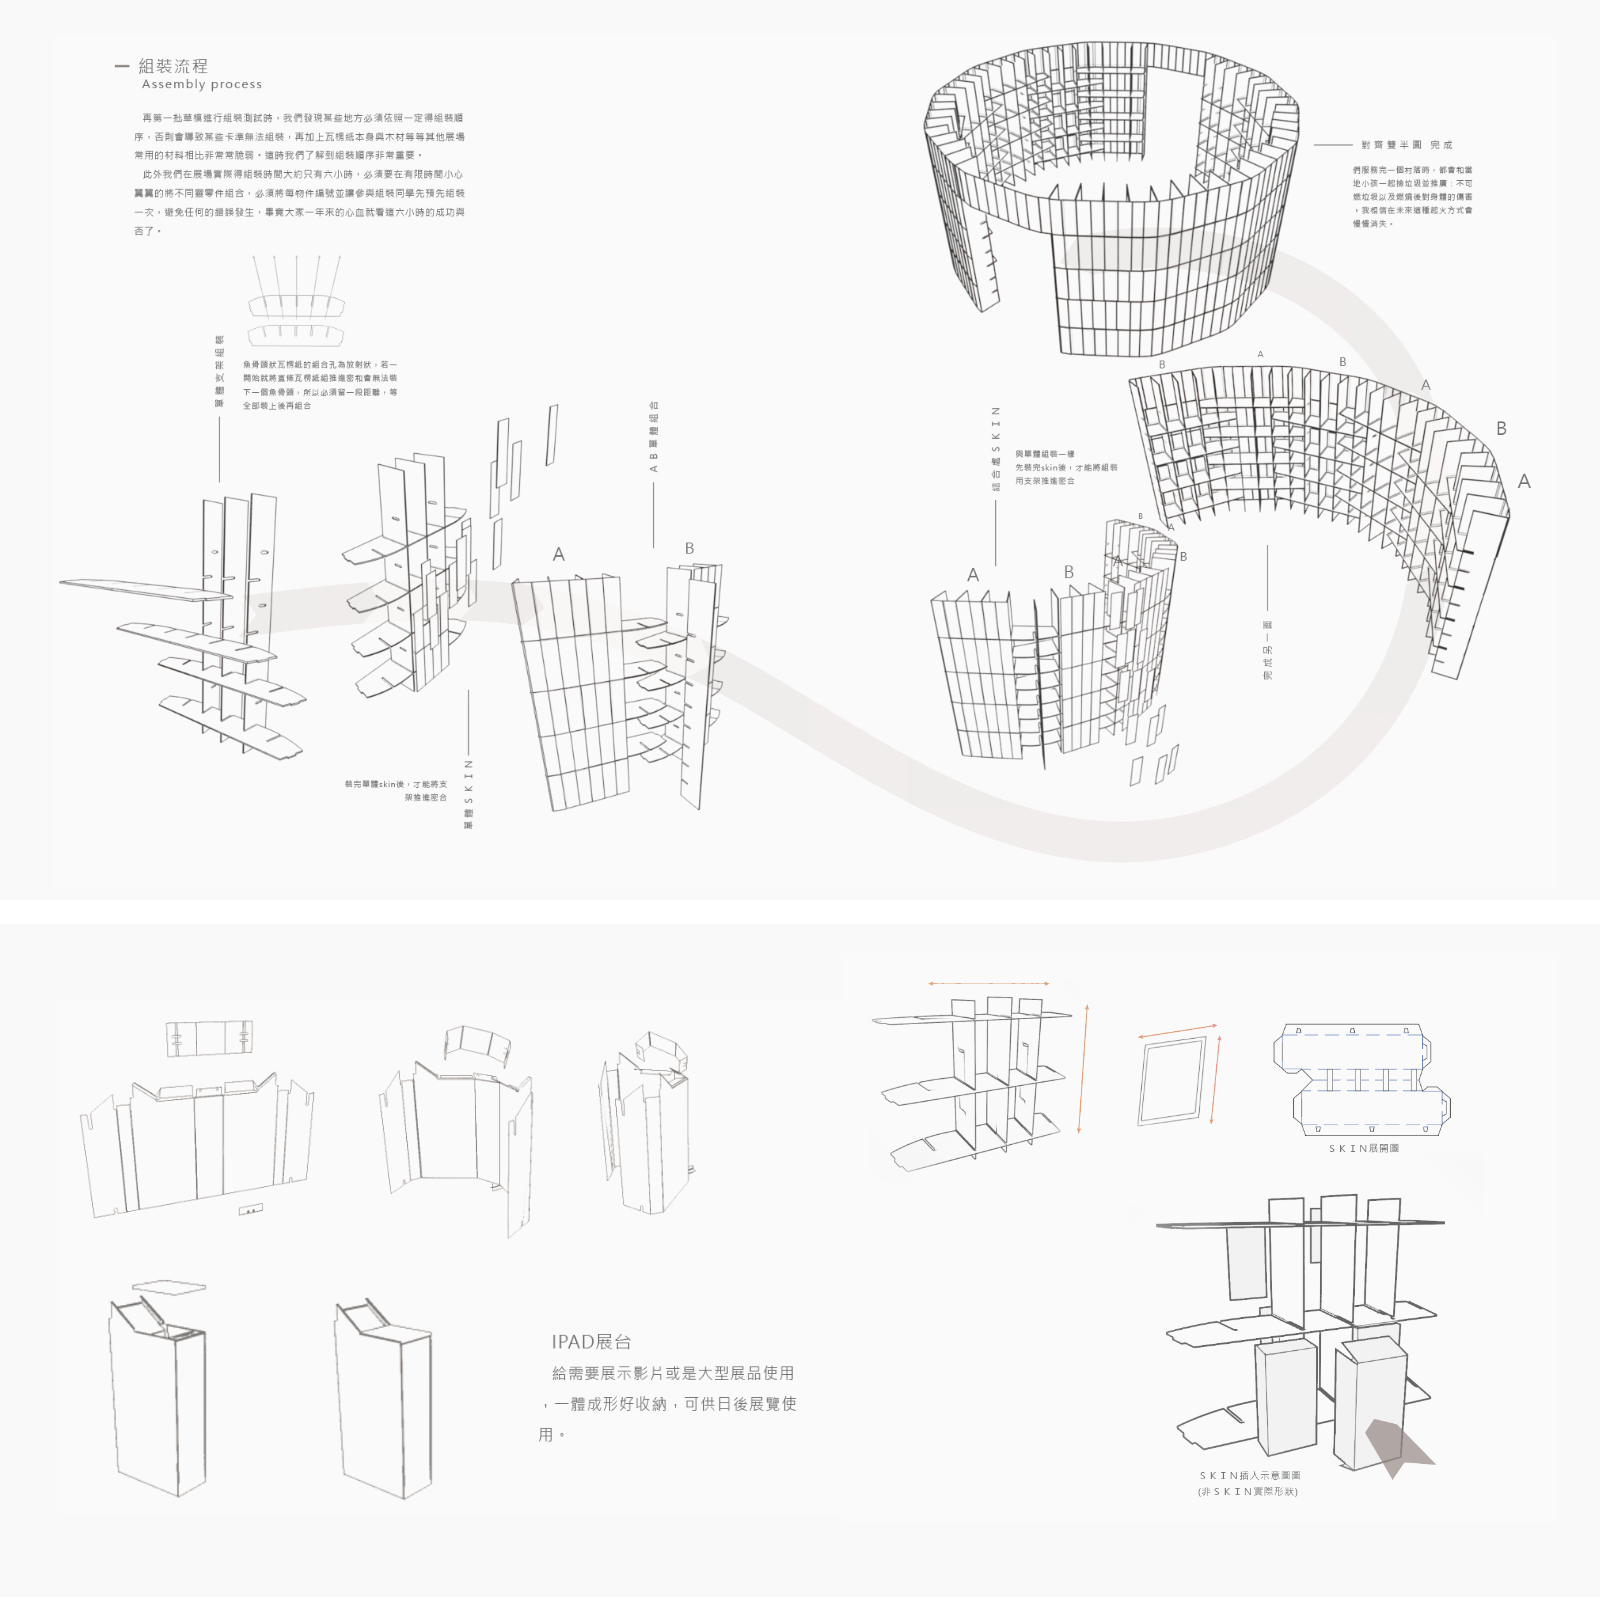 組裝流程
Assembly process
再第一批草模進行組裝測試時，我們發現某些地方必須依照一定得組裝順
序，否則會導致某些卡準無法組裝，再加上瓦楞紙本身與木材等等其他展場
常用的材料相比非常常脆弱。這時我們了解到組裝順序非常重要。
此外我們在展場實際得組裝時間大約只有六小時，必須要在有限時間小心
翼翼的將不同靈零件組合，必須將每物件編號並讓參與組裝同學先預先組裝
一次，避免任何的錯誤發生，畢竟大家一年來的心血就看這六小時的成功與
否了。
單體支架組裝
魚骨頭狀瓦楞紙的組合孔為放射狀，若一
開始就將直條瓦楞紙組推進密和會無法裝
下一個魚骨頭，所以必須留一段距離，等
全部裝上後再組合
裝完單體skin後，才能將支
架推進密合
單體SKIN
AB單體組合
A
B
對齊雙半圓 完成
們服務完一個村落時，都會和當
地小孩一起撿垃圾並推廣：不可
燃垃圾以及燃燒後對身體的傷害
，我相信在未來這種起火方式會
慢慢消失。
B
A
B
A
B
A
結合處SKIN
與單體組裝一樣
先裝完skin後，才能將組裝
用支架推進密合
A
B
A
B
A
B
完成另一面
IPAD展台
給需要展示影片或是大型展品使用
，一體成形好收納，可供日後展覽使
用。
SKIN展開圖
SKIN插入示意圖圖
(非SKIN實際形狀)